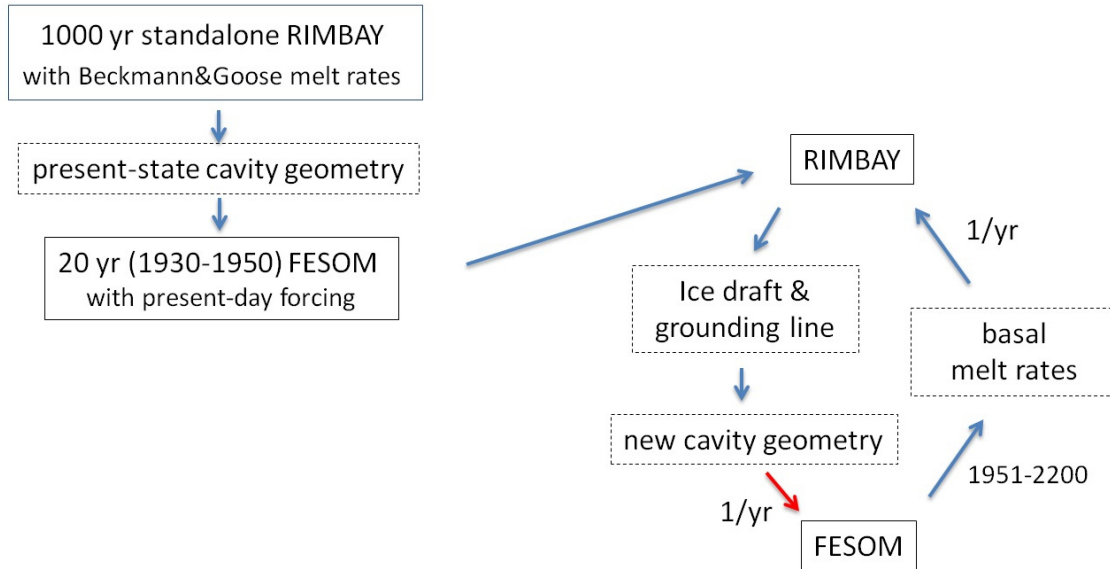 1000 yr standalone RIMBAY
with Beckmann&Goose melt rates
present-state cavity geometry
20 yr (1930-1950) FESOM
with present-day forcing
RIMBAY
1/yr
Ice draft &
grounding line
basal
melt rates
new cavity geometry
1951-2200
1/yr
FESOM